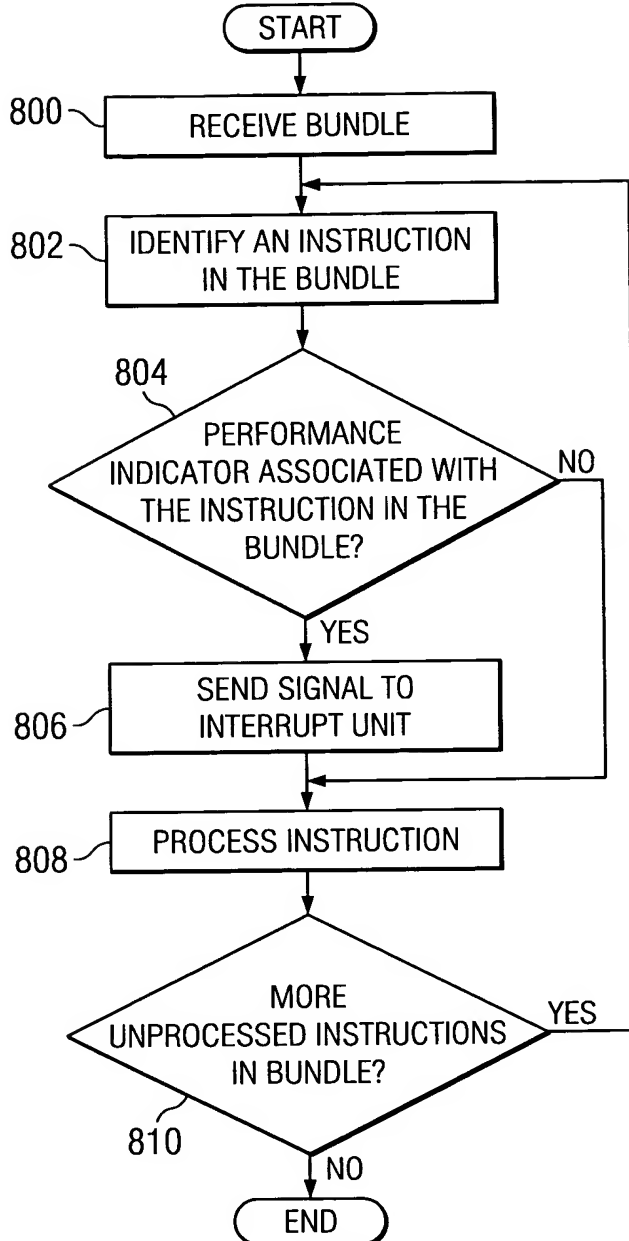 START
800
RECEIVE BUNDLE
802
IDENTIFY AN INSTRUCTION
IN THE BUNDLE
804
PERFORMANCE
INDICATOR ASSOCIATED WITH
THE INSTRUCTION IN THE
BUNDLE?
NO
YES
806
SEND SIGNAL TO
INTERRUPT UNIT
808
PROCESS INSTRUCTION
MORE
UNPROCESSED INSTRUCTIONS
IN BUNDLE?
YES
810
NO
END